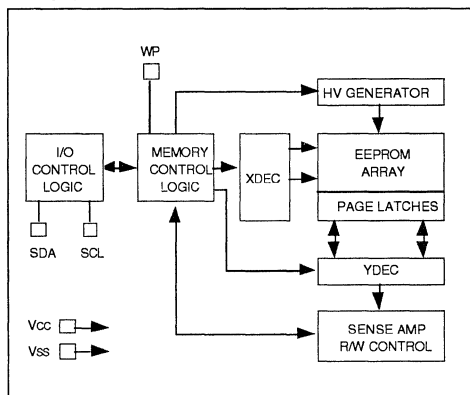 WP
HV GENERATOR
I/O
CONTROL
LOGIC
MEMORY
CONTROL
LOGIC
XDEC
EEPROM
ARRAY
PAGE LATCHES
SDA
SCL
YDEC
SENSE AMP
R/W CONTROL
VCC
VSS